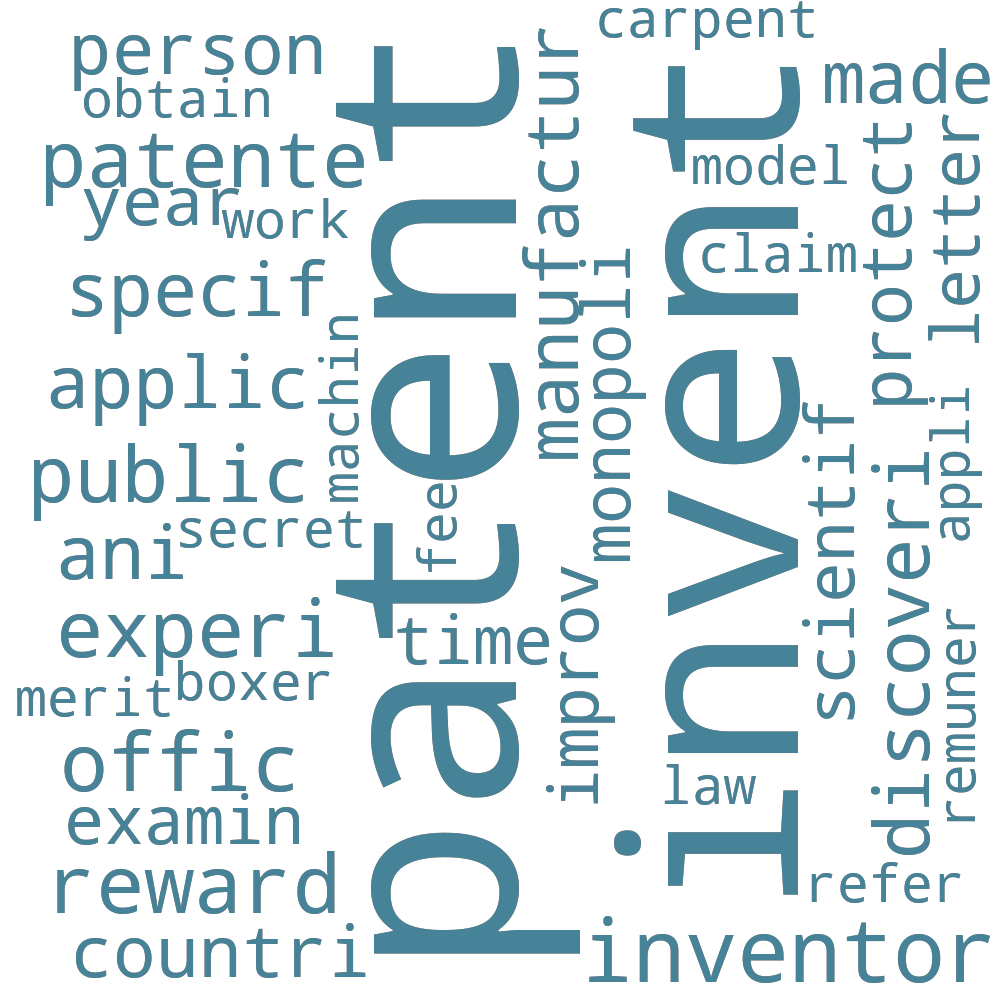 carpent
person
obtain
made
patente
model
year
work
claim
specif
manufactur
monopoli
protect
letter
applic
machin
patent
invent
public
secret
fee
ani
scientif
discoveri
appli
experi
time
improv
merit
boxer
offic
law
remuner
examin
reward
refer
countri
inventor